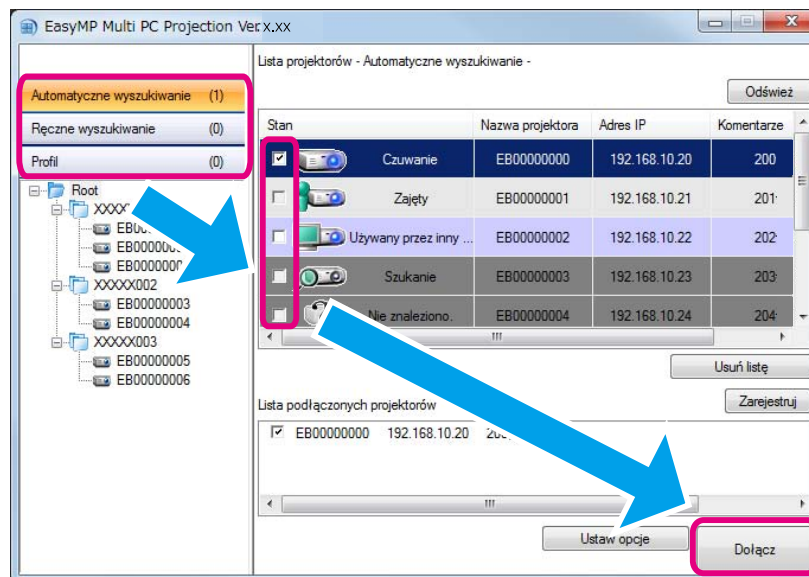 EasyMP Multi PC Projection Ver.x.xx
Lista projektorów - Automatyczne wyszukiwanie -
Automatyczne wyszukiwanie (1)
Ręczne wyszukiwanie (0)
Profil (0)
Odśwież
Stan Nazwa projektora Adres IP Komentarze
Czuwanie EB00000000 192.168.10.20 200
Zajęty EB00000001 192.168.10.21 201
Używany przez inny ... EB00000002 192.168.10.22 202
Szukanie EB00000003 192.168.10.23 203
Nie znaleziono. EB00000004 192.168.10.24 204
Root
XXXXX002
EB00000003
EB00000004
XXXXX003
EB00000005
EB00000006
Usuń listę
Lista podłączonych projektorów
Zarejestruj
EB00000000 192.168.10.20
Ustaw opcje
Dołącz